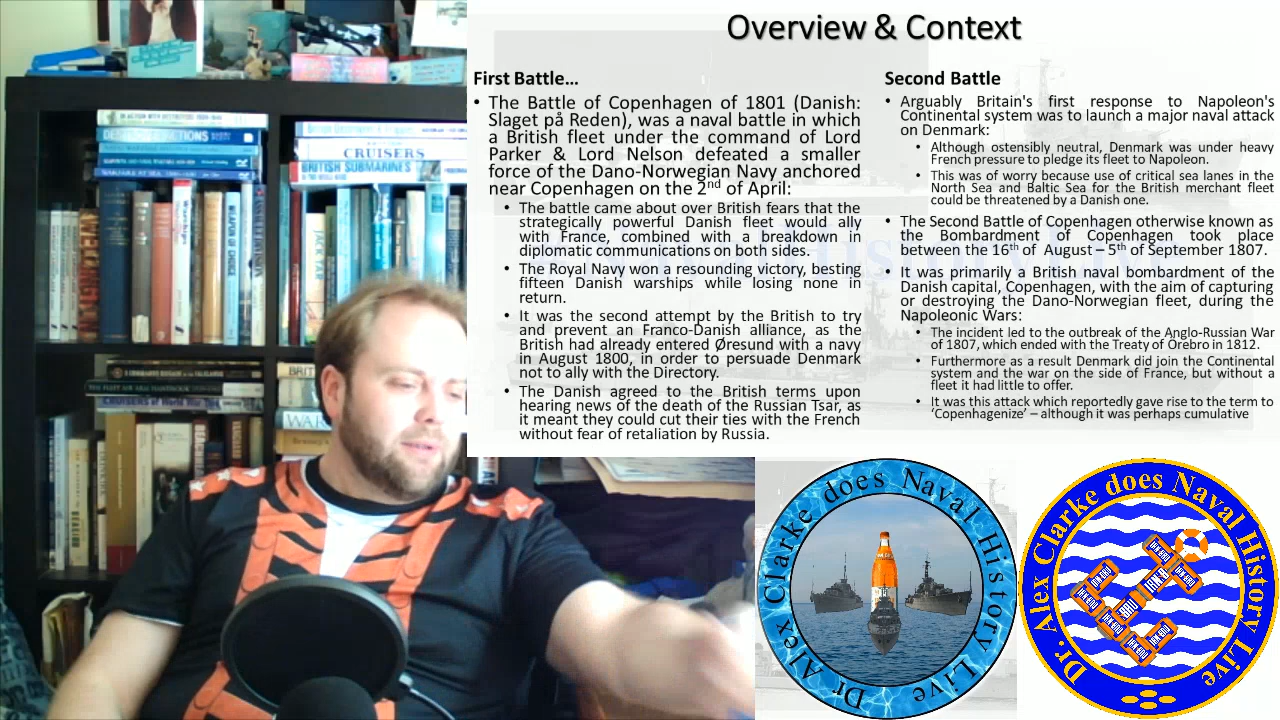 Overview & Context
First Battle...
• The Battle of Copenhagen of 1801 (Danish:
Slaget på Reden), was a naval battle in which
a British fleet under the command of Lord
Parker & Lord Nelson defeated a smaller
force of the Dano-Norwegian Navy anchored
near Copenhagen on the 2nd of April:
• The battle came about over British fears that the
strategically powerful Danish fleet would ally
with France, combined with a breakdown in
diplomatic communications on both sides.
• The Royal Navy won a resounding victory, besting
fifteen Danish warships while losing none in
return.
• It was the second attempt by the British to try
and prevent an Franco-Danish alliance, as the
British had already entered Øresund with a navy
in August 1800, in order to persuade Denmark
not to ally with the Directory.
• The Danish agreed to the British terms upon
hearing news of the death of the Russian Tsar, as
it meant they could cut their ties with the French
without fear of retaliation by Russia.
Second Battle
• Arguably Britain's first response to Napoleon's
Continental system was to launch a major naval attack
on Denmark:
• Although ostensibly neutral, Denmark was under heavy
French pressure to pledge its fleet to Napoleon.
• This was of worry because use of critical sea lanes in the
North Sea and Baltic Sea for the British merchant fleet
could be threatened by a Danish one.
• The Second Battle of Copenhagen otherwise known as
the Bombardment of Copenhagen took place
between the 16th of August – 5th of September 1807.
• It was primarily a British naval bombardment of the
Danish capital, Copenhagen, with the aim of capturing
or destroying the Dano-Norwegian fleet, during the
Napoleonic Wars:
• The incident led to the outbreak of the Anglo-Russian War
of 1807, which ended with the Treaty of Orebro in 1812.
• Furthermore as a result Denmark did join the Continental
system and the war on the side of France, but without a
fleet it had little to offer.
• It was this attack which reportedly gave rise to the term to
‘Copenhagenize’ – although it was perhaps cumulative
CRUISERS
BRITISH SUBMARINES
WEAPON OF CHOICE
Dr Alex Clarke does Naval History Live
Dr. Alex Clarke does Naval History Live